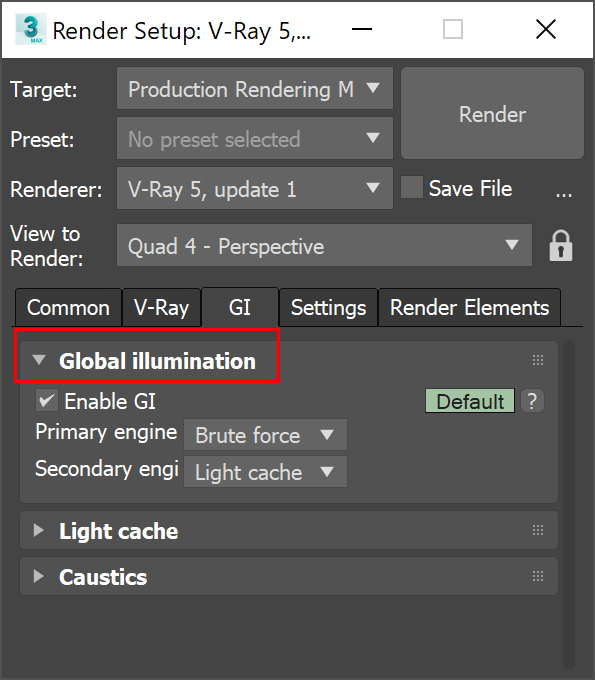 3
MAX
Render Setup: V-Ray 5,...
Target:
Production Rendering M
Render
Preset:
No preset selected
Renderer:
V-Ray 5, update 1
Save File
...
View to
Render:
Quad 4 - Perspective
Common
V-Ray
GI
Settings
Render Elements
Global illumination
Enable GI
Default
?
Primary engine
Brute force
Secondary engi
Light cache
Light cache
Caustics